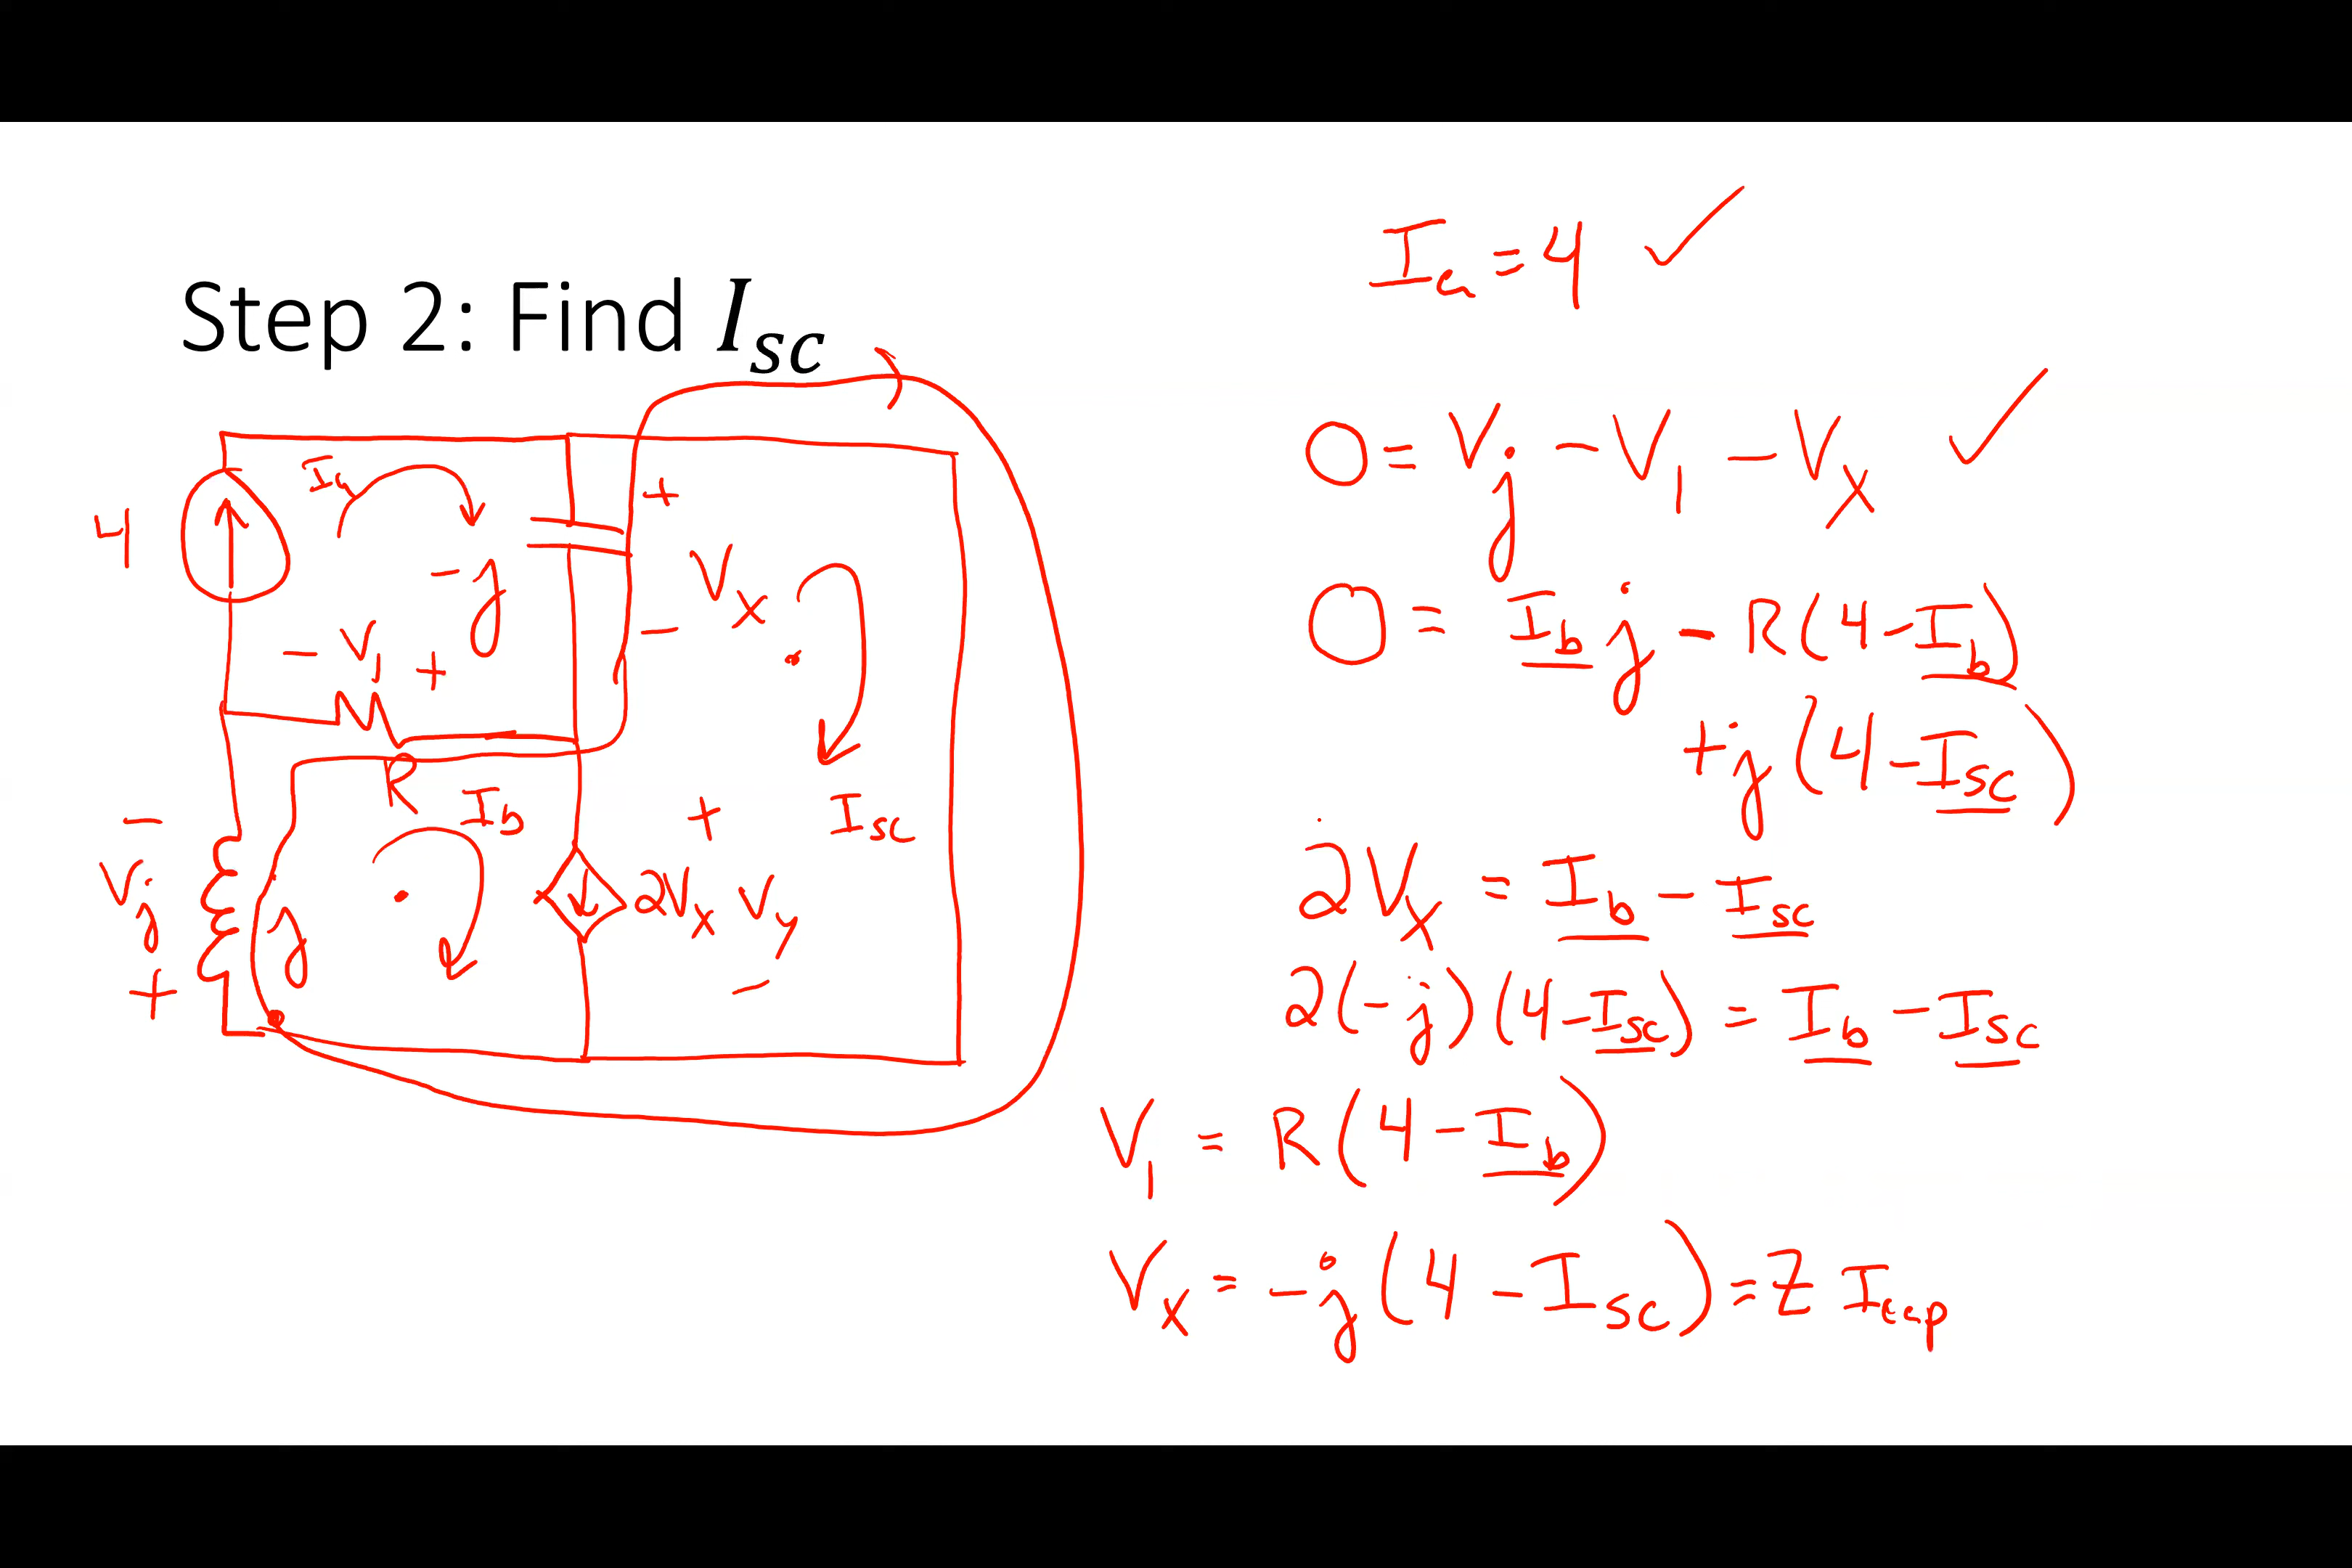 Step 2: Find I_sc
I_a = 4 ✓
0 = V_j - V_1 - V_x ✓
0 = I_b j - R(4 - I_b)
+ j(4 - I_sc)
2V_x = I_b - I_sc
2(-j)(4 - I_sc) = I_b - I_sc
V_1 = R(4 - I_b)
V_x = -j(4 - I_sc) = Z I_cap
4
I_a
-j
+
V_x
-
- V_1 +
R
I_b
I_sc
-
V_j
+
j
2V_x
+
V_y
-